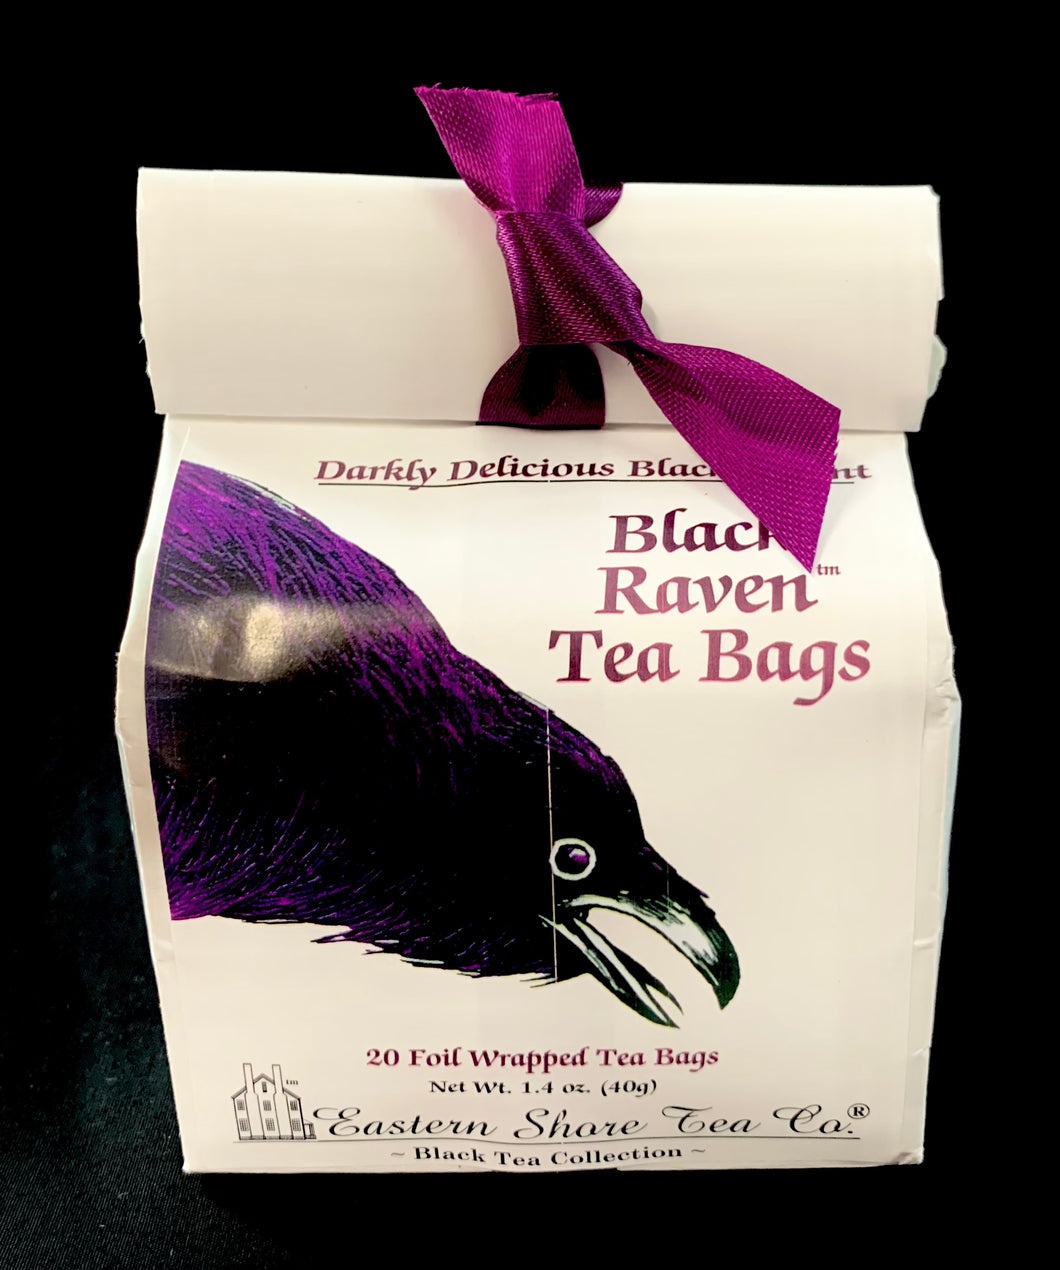 Darkly Delicious Black
Black
Raven™
Tea Bags
20 Foil Wrapped Tea Bags
Net Wt. 1.4 oz. (40g)
tm
Eastern Shore Tea Co.®
~ Black Tea Collection ~